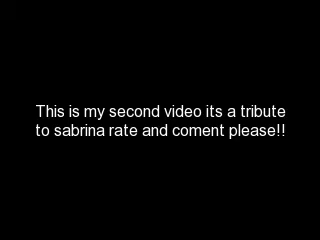 This is my second video its a tribute
to sabrina rate and coment please!!